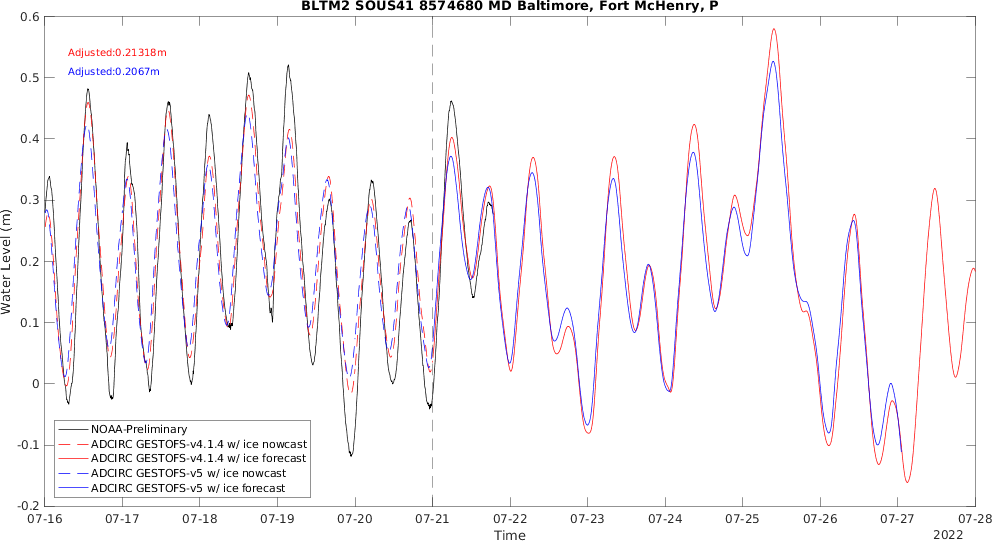 BLTM2 SOUS41 8574680 MD Baltimore, Fort McHenry, P
Adjusted:0.21318m
Adjusted:0.2067m
0.6
0.5
0.4
0.3
0.2
0.1
0
-0.1
-0.2
Water Level (m)
NOAA-Preliminary
ADCIRC GESTOFS-v4.1.4 w/ ice nowcast
ADCIRC GESTOFS-v4.1.4 w/ ice forecast
ADCIRC GESTOFS-v5 w/ ice nowcast
ADCIRC GESTOFS-v5 w/ ice forecast
07-16 07-17 07-18 07-19 07-20 07-21 07-22 07-23 07-24 07-25 07-26 07-27 07-28
Time
2022